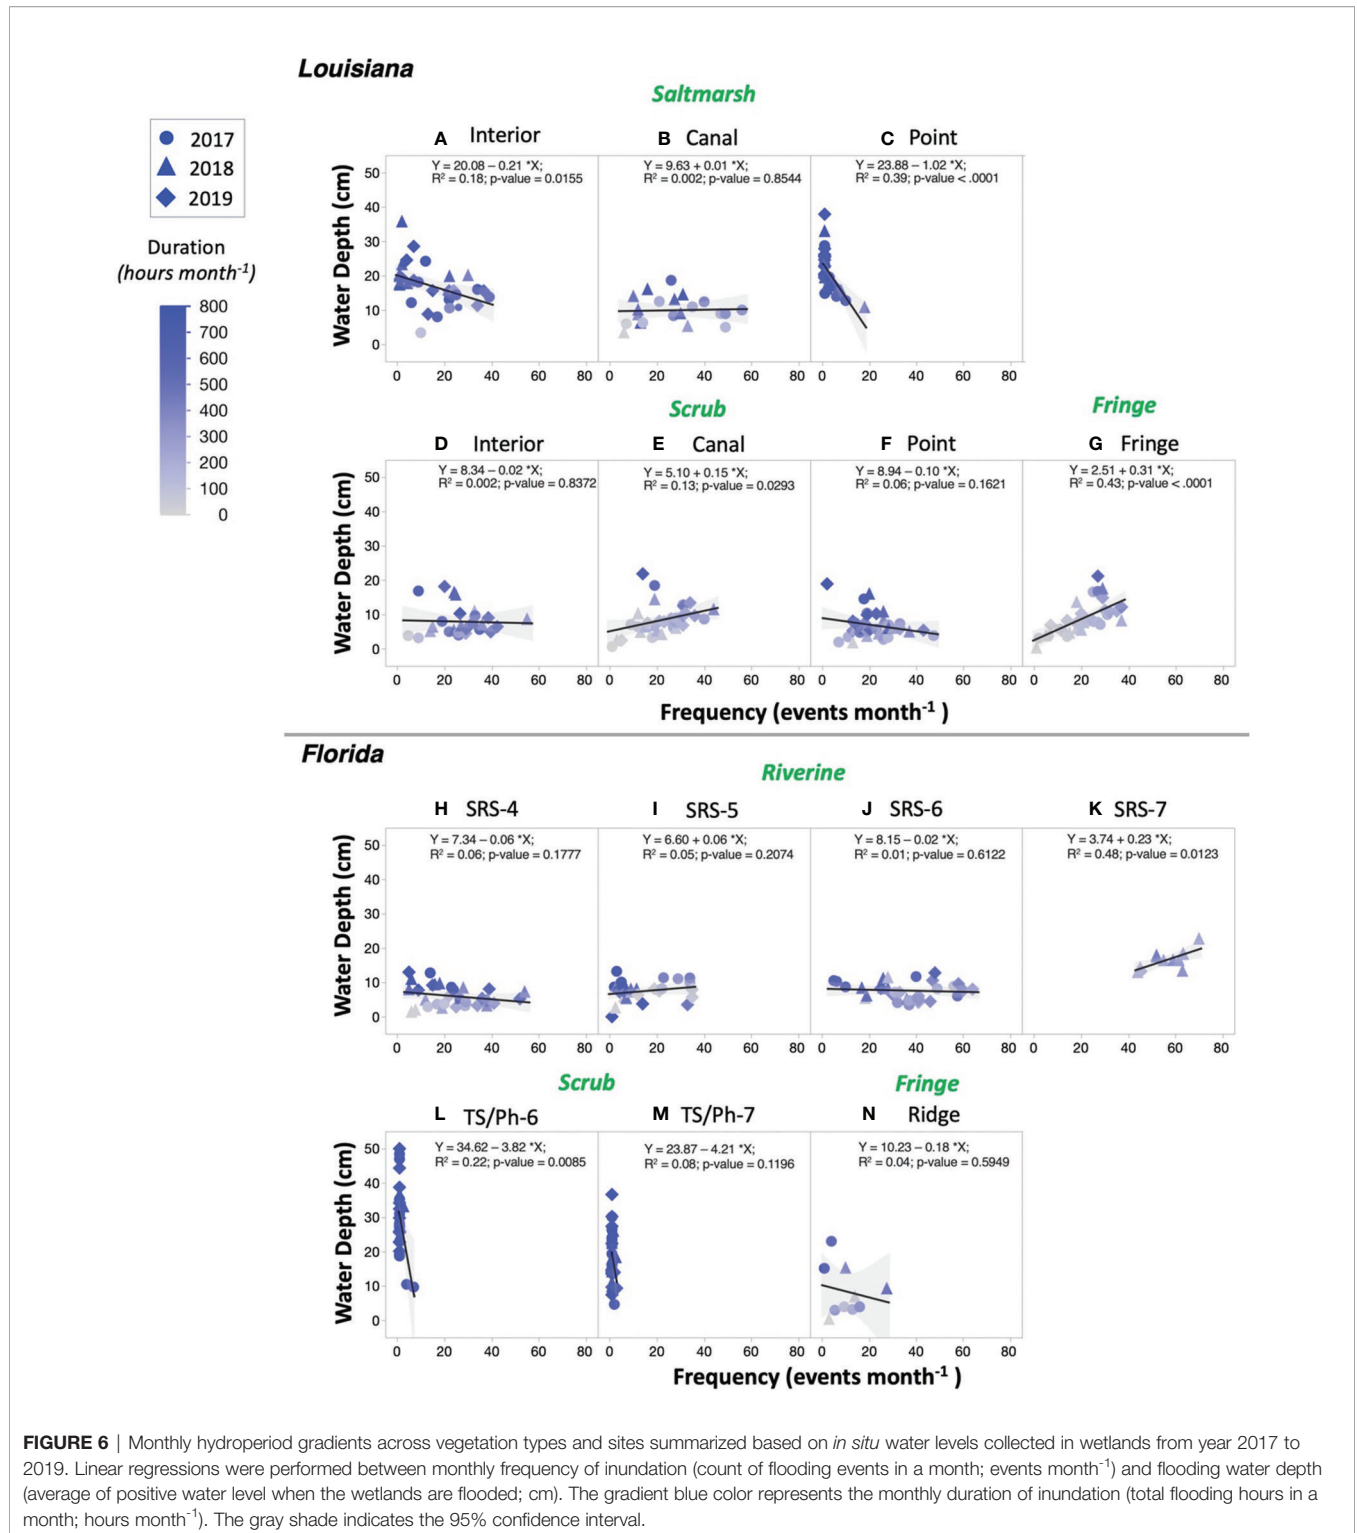 Louisiana
Saltmarsh
2017
2018
2019
Duration
(hours month-1)
800
700
600
500
400
300
200
100
0
A Interior
B Canal
C Point
Y = 20.08 – 0.21 *X;
R² = 0.18; p-value = 0.0155
Y = 9.63 + 0.01 *X;
R² = 0.002; p-value = 0.8544
Y = 23.88 – 1.02 *X;
R² = 0.39; p-value < .0001
Water Depth (cm)
50
40
30
20
10
0
0 20 40 60 80
0 20 40 60 80
0 20 40 60 80
Scrub
Fringe
D Interior
E Canal
F Point
G Fringe
Y = 8.34 – 0.02 *X;
R² = 0.002; p-value = 0.8372
Y = 5.10 + 0.15 *X;
R² = 0.13; p-value = 0.0293
Y = 8.94 – 0.10 *X;
R² = 0.06; p-value = 0.1621
Y = 2.51 + 0.31 *X;
R² = 0.43; p-value < .0001
Water Depth (cm)
50
40
30
20
10
0
0 20 40 60 80
0 20 40 60 80
0 20 40 60 80
0 20 40 60 80
Frequency (events month-1 )
Florida
Riverine
H SRS-4
I SRS-5
J SRS-6
K SRS-7
Y = 7.34 – 0.06 *X;
R² = 0.06; p-value = 0.1777
Y = 6.60 + 0.06 *X;
R² = 0.05; p-value = 0.2074
Y = 8.15 – 0.02 *X;
R² = 0.01; p-value = 0.6122
Y = 3.74 + 0.23 *X;
R² = 0.48; p-value = 0.0123
Water Depth (cm)
50
40
30
20
10
0
0 20 40 60 80
0 20 40 60 80
0 20 40 60 80
0 20 40 60 80
Scrub
Fringe
L TS/Ph-6
M TS/Ph-7
N Ridge
Y = 34.62 – 3.82 *X;
R² = 0.22; p-value = 0.0085
Y = 23.87 – 4.21 *X;
R² = 0.08; p-value = 0.1196
Y = 10.23 – 0.18 *X;
R² = 0.04; p-value = 0.5949
Water Depth (cm)
50
40
30
20
10
0
0 20 40 60 80
0 20 40 60 80
0 20 40 60 80
Frequency (events month-1 )
FIGURE 6 | Monthly hydroperiod gradients across vegetation types and sites summarized based on in situ water levels collected in wetlands from year 2017 to
2019. Linear regressions were performed between monthly frequency of inundation (count of flooding events in a month; events month-1) and flooding water depth
(average of positive water level when the wetlands are flooded; cm). The gradient blue color represents the monthly duration of inundation (total flooding hours in a
month; hours month-1). The gray shade indicates the 95% confidence interval.